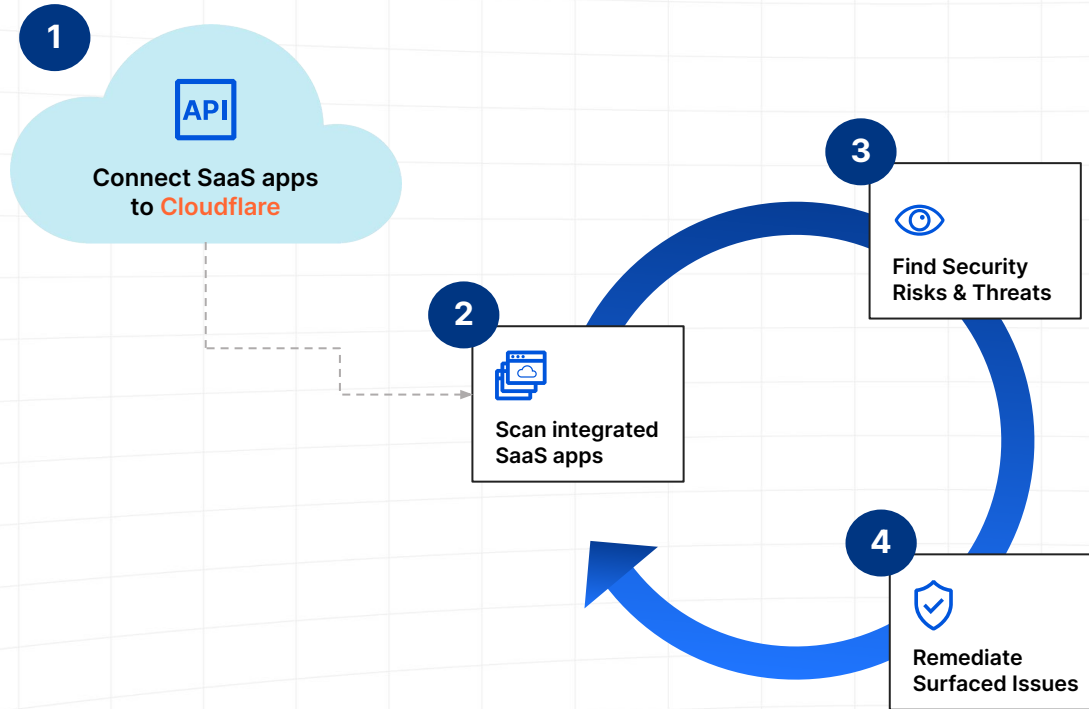 1
API
Connect SaaS apps
to Cloudflare
2
Scan integrated
SaaS apps
3
Find Security
Risks & Threats
4
Remediate
Surfaced Issues